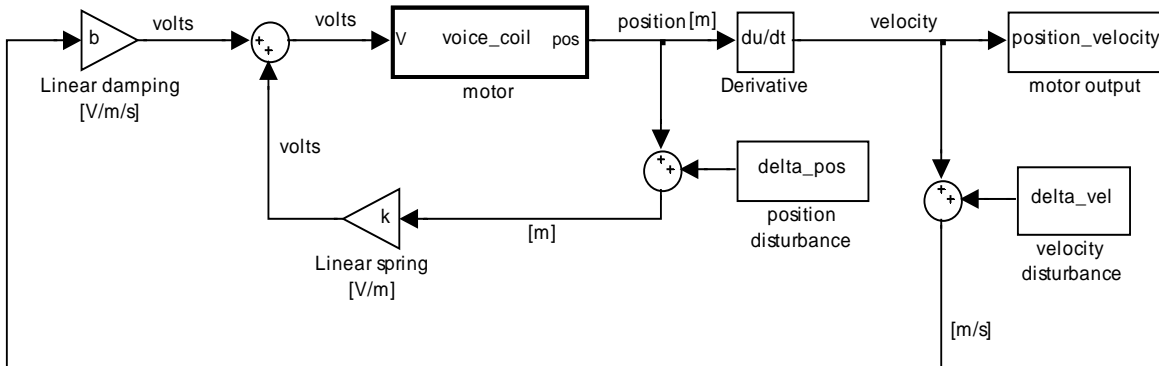 b
volts
+
+
volts
V
voice_coil
pos
motor
position[m]
du/dt
Derivative
velocity
position_velocity
motor output
Linear damping
[V/m/s]
volts
+
+
delta_pos
position
disturbance
+
+
delta_vel
velocity
disturbance
k
[m]
Linear spring
[V/m]
[m/s]